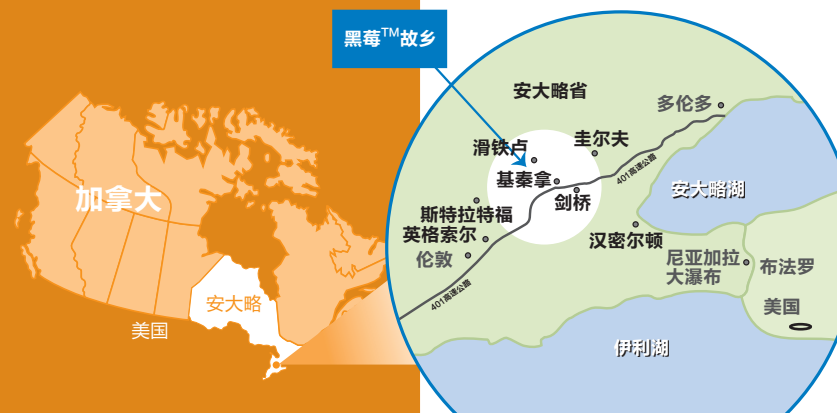 黑莓TM故乡
安大略省
多伦多
滑铁卢
圭尔夫
401高速公路
基秦拿
剑桥
安大略湖
加拿大
斯特拉特福
英格索尔
汉密尔顿
伦敦
尼亚加拉
大瀑布
布法罗
401高速公路
安大略
美国
美国
伊利湖